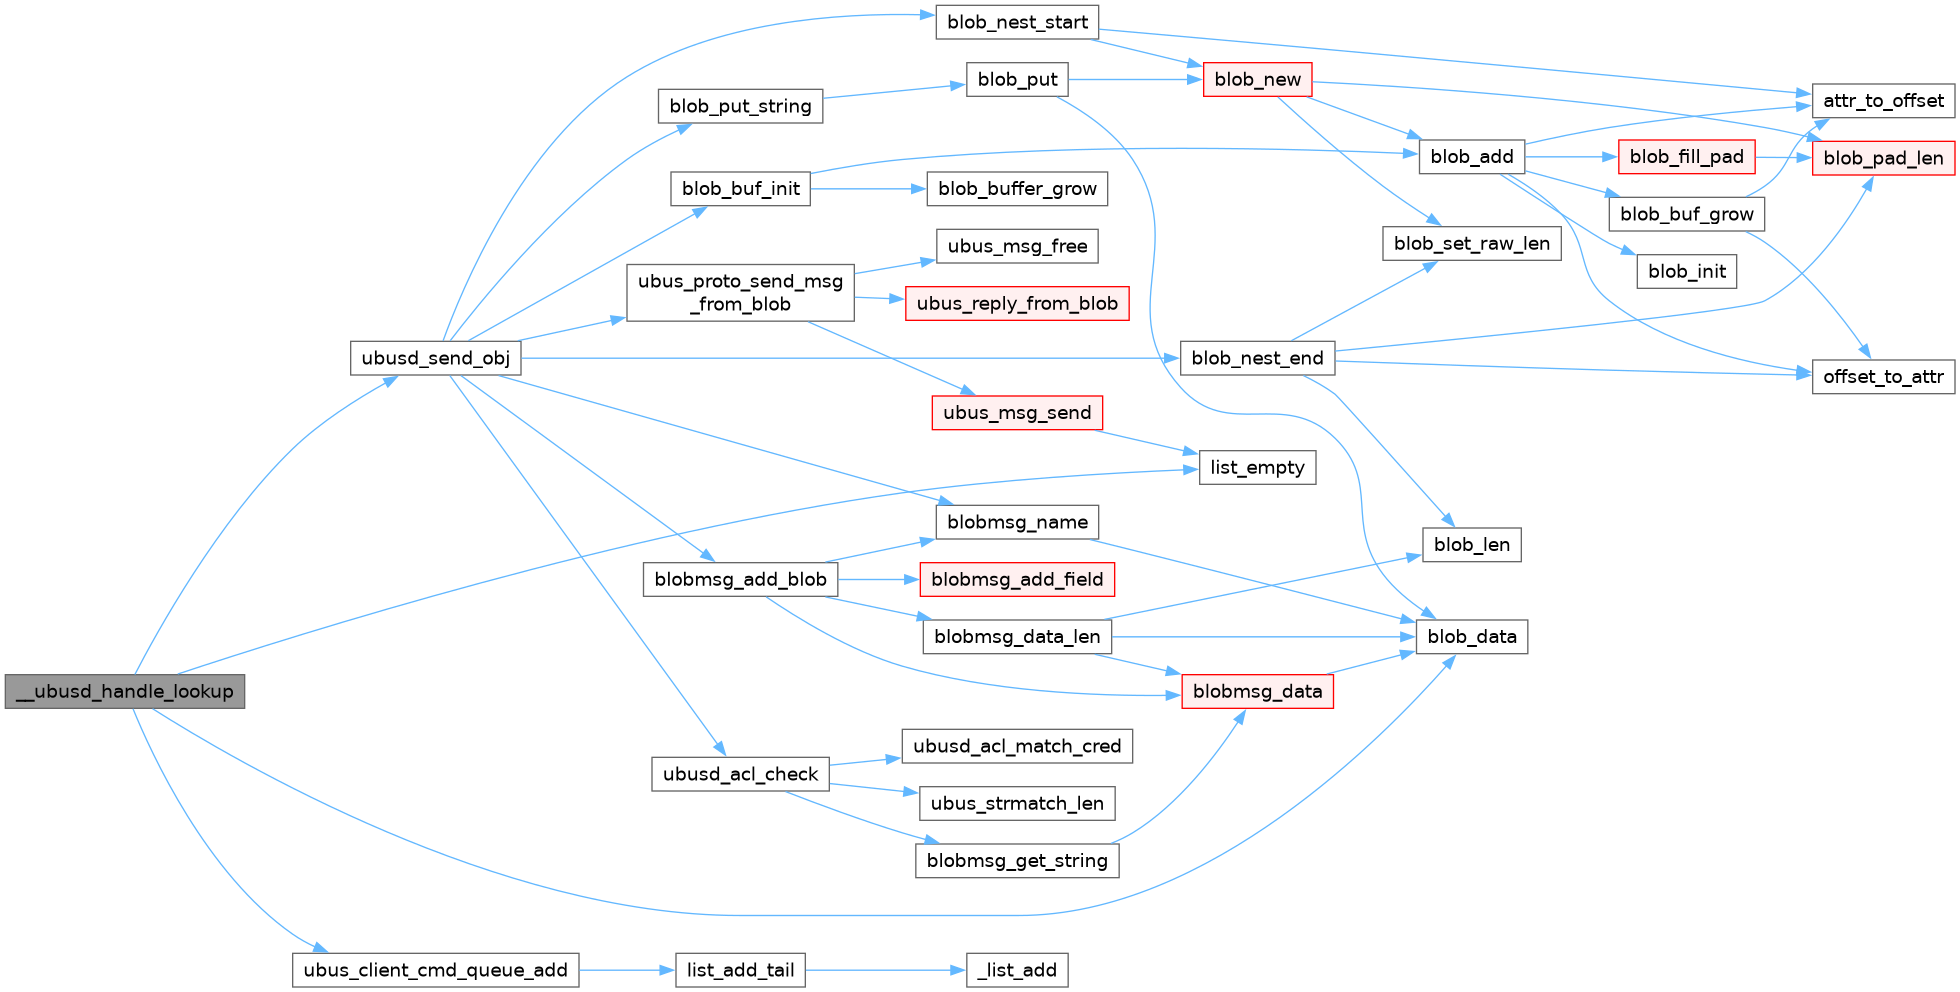 blob_nest_start
blob_put
blob_new
attr_to_offset
blob_put_string
blob_add
blob_fill_pad
blob_pad_len
blob_buf_init
blob_buffer_grow
blob_buf_grow
ubus_msg_free
blob_set_raw_len
blob_init
ubus_proto_send_msg
_from_blob
ubus_reply_from_blob
ubusd_send_obj
blob_nest_end
offset_to_attr
ubus_msg_send
list_empty
blobmsg_name
blob_len
blobmsg_add_blob
blobmsg_add_field
blobmsg_data_len
blob_data
__ubusd_handle_lookup
blobmsg_data
ubusd_acl_match_cred
ubusd_acl_check
ubus_strmatch_len
blobmsg_get_string
ubus_client_cmd_queue_add
list_add_tail
_list_add